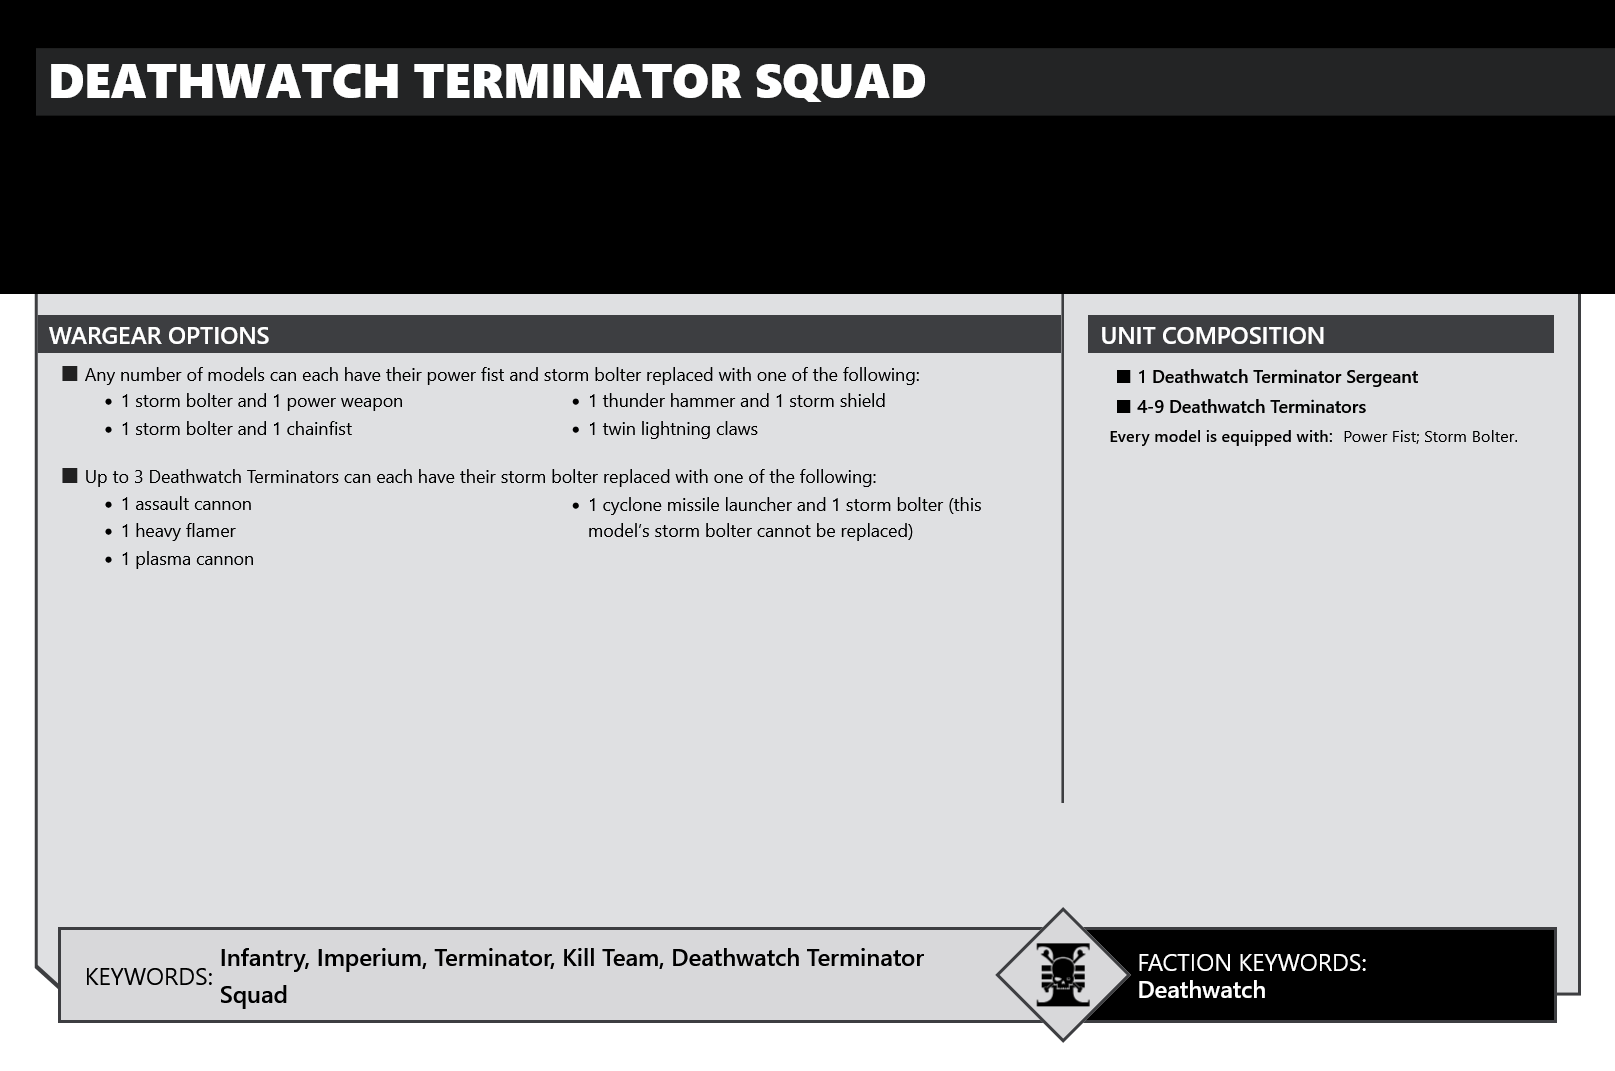 DEATHWATCH TERMINATOR SQUAD
WARGEAR OPTIONS
■ Any number of models can each have their power fist and storm bolter replaced with one of the following:
• 1 storm bolter and 1 power weapon
• 1 storm bolter and 1 chainfist
• 1 thunder hammer and 1 storm shield
• 1 twin lightning claws
■ Up to 3 Deathwatch Terminators can each have their storm bolter replaced with one of the following:
• 1 assault cannon
• 1 heavy flamer
• 1 plasma cannon
• 1 cyclone missile launcher and 1 storm bolter (this
model’s storm bolter cannot be replaced)
UNIT COMPOSITION
■ 1 Deathwatch Terminator Sergeant
■ 4-9 Deathwatch Terminators
Every model is equipped with: Power Fist; Storm Bolter.
KEYWORDS: Infantry, Imperium, Terminator, Kill Team, Deathwatch Terminator
Squad
FACTION KEYWORDS:
Deathwatch